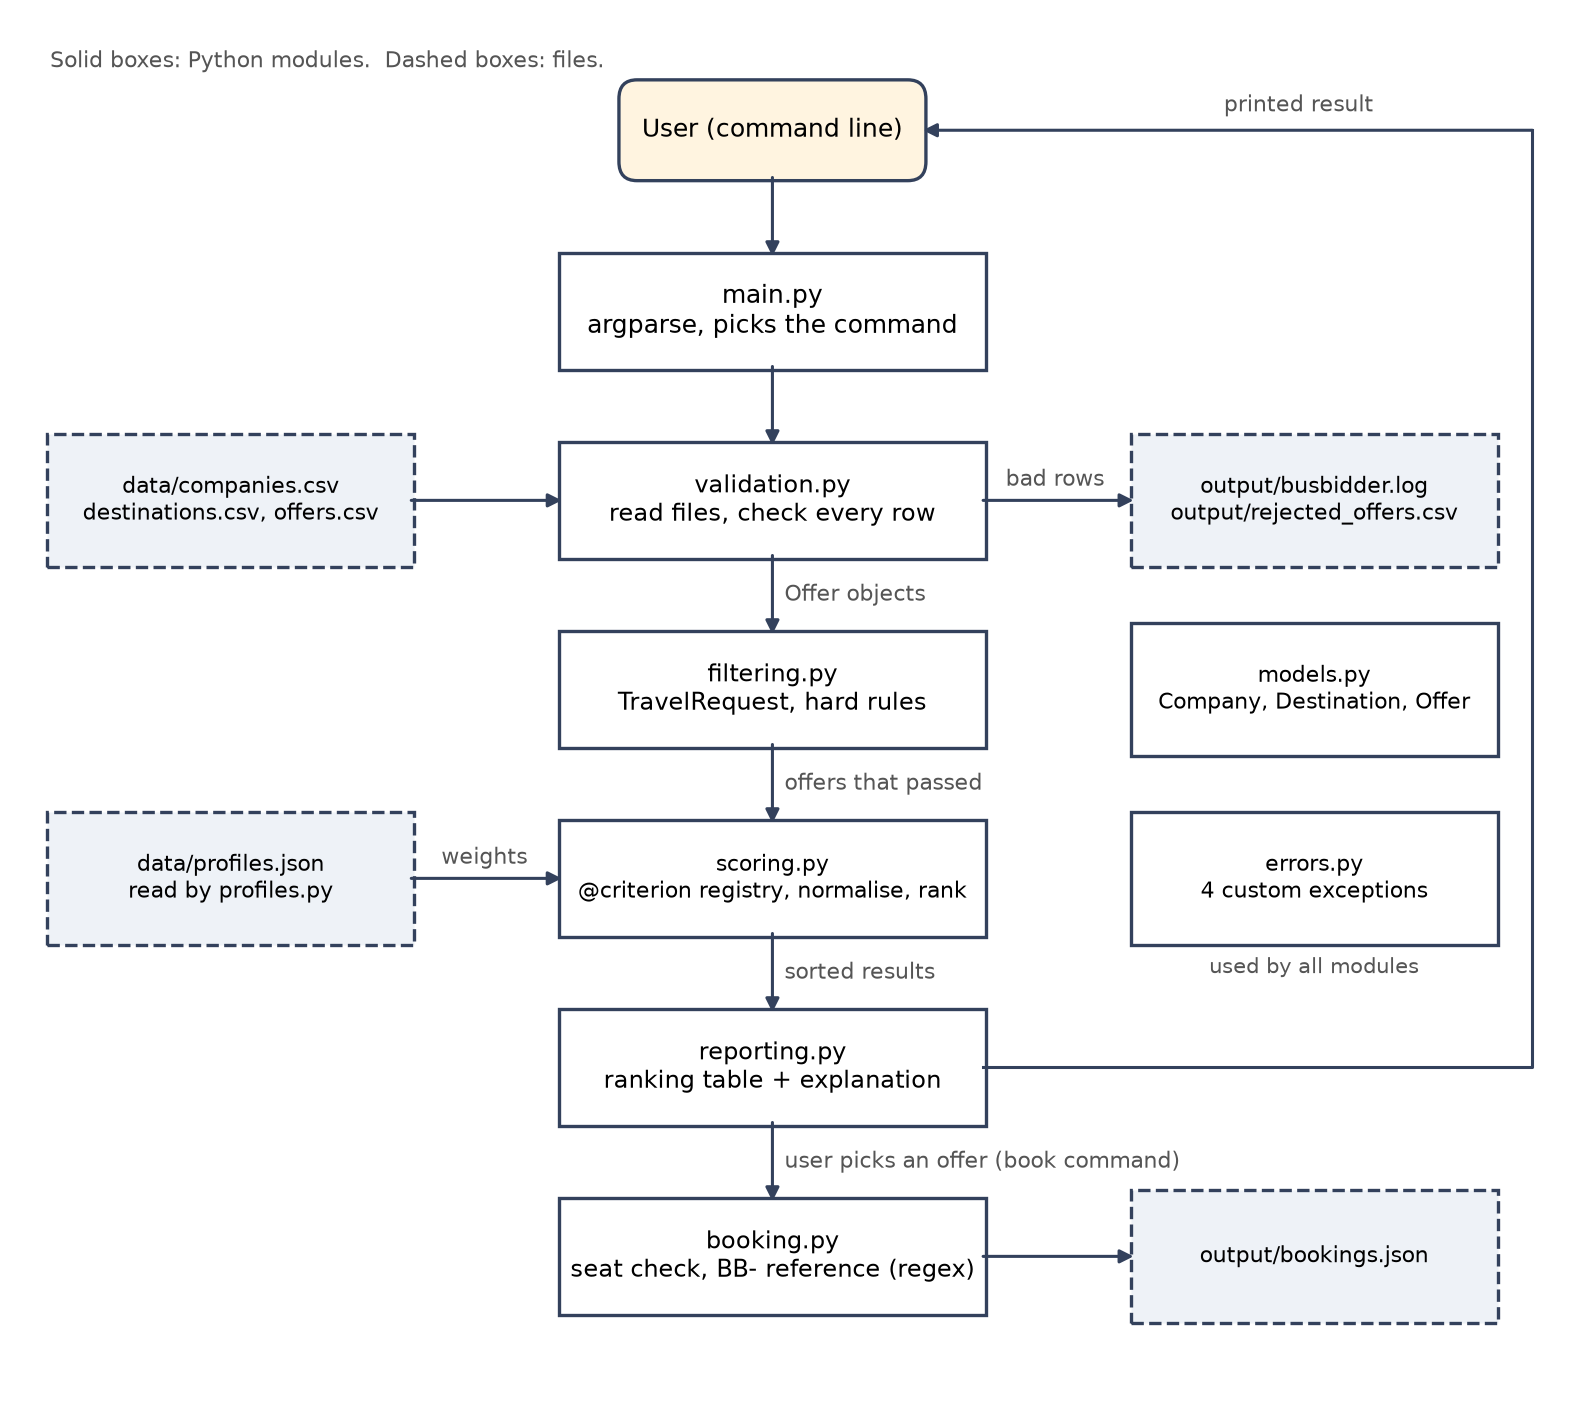 Solid boxes: Python modules.  Dashed boxes: files.
User (command line)
printed result
main.py
argparse, picks the command
data/companies.csv
destinations.csv, offers.csv
validation.py
read files, check every row
bad rows
output/busbidder.log
output/rejected_offers.csv
Offer objects
filtering.py
TravelRequest, hard rules
models.py
Company, Destination, Offer
offers that passed
data/profiles.json
read by profiles.py
weights
scoring.py
@criterion registry, normalise, rank
errors.py
4 custom exceptions
used by all modules
sorted results
reporting.py
ranking table + explanation
user picks an offer (book command)
booking.py
seat check, BB- reference (regex)
output/bookings.json